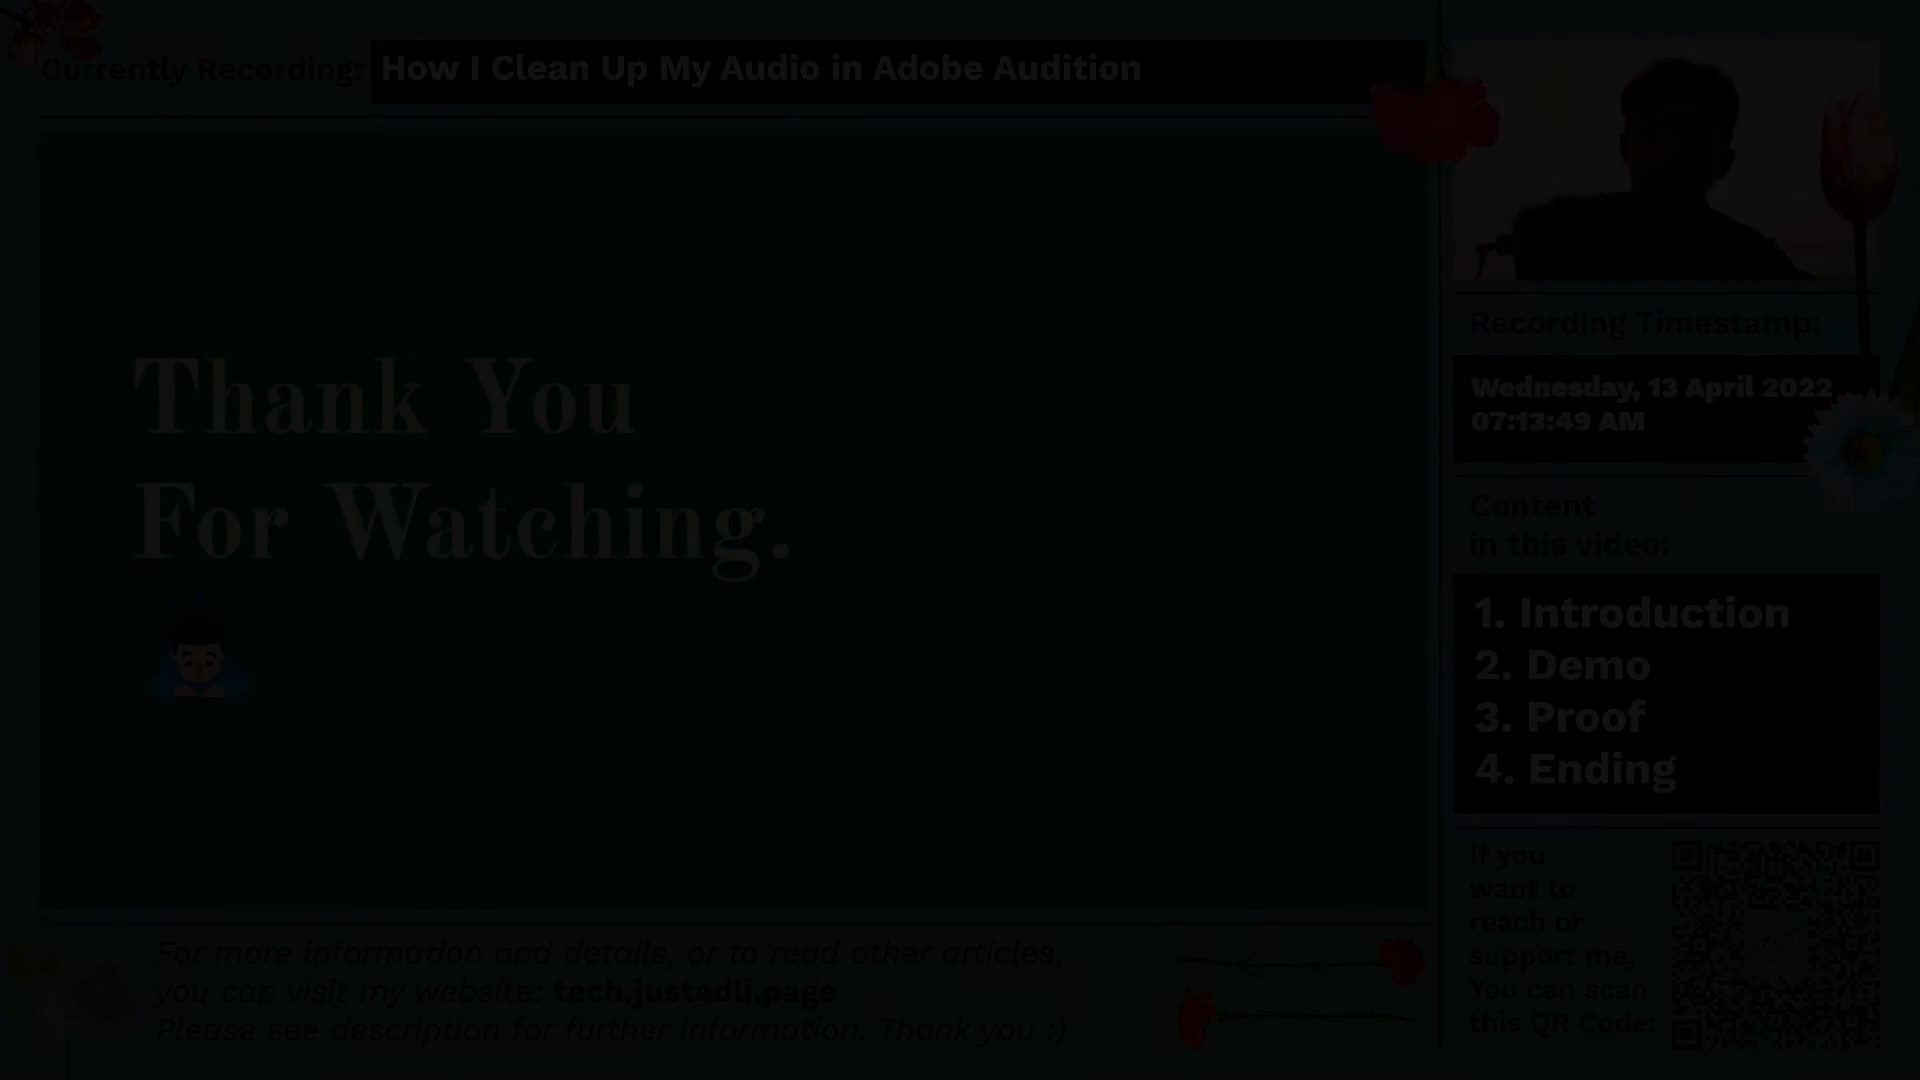 Currently Recording: How I Clean Up My Audio in Adobe Audition
Thank You
For Watching.
Recording Timestamp:
Wednesday, 13 April 2022
07:13:49 AM
Content
in this video:
1. Introduction
2. Demo
3. Proof
4. Ending
If you
want to
reach or
support me,
You can scan
this QR Code:
For more information and details, or to read other articles,
you can visit my website: tech.justadli.page
Please see description for further information. Thank you :)